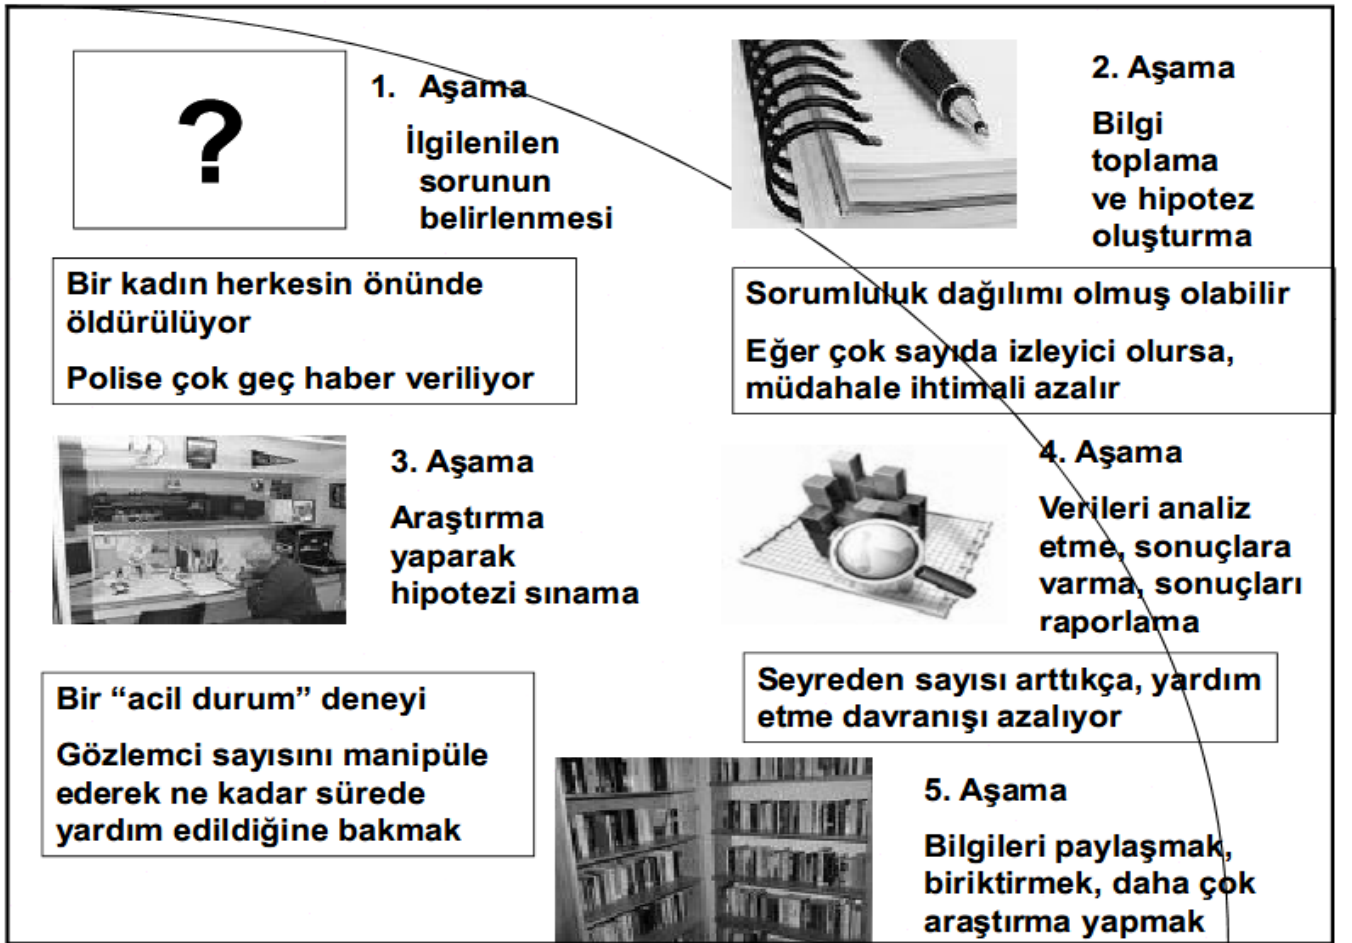 ?
1. Aşama
İlgilenilen
sorunun
belirlenmesi
Bir kadın herkesin önünde
öldürülüyor
Polise çok geç haber veriliyor
2. Aşama
Bilgi
toplama
ve hipotez
oluşturma
Sorumluluk dağılımı olmuş olabilir
Eğer çok sayıda izleyici olursa,
müdahale ihtimali azalır
3. Aşama
Araştırma
yaparak
hipotezi sınama
Bir “acil durum” deneyi
Gözlemci sayısını manipüle
ederek ne kadar sürede
yardım edildiğine bakmak
4. Aşama
Verileri analiz
etme, sonuçlara
varma, sonuçları
raporlama
Seyreden sayısı arttıkça, yardım
etme davranışı azalıyor
5. Aşama
Bilgileri paylaşmak,
biriktirmek, daha çok
araştırma yapmak